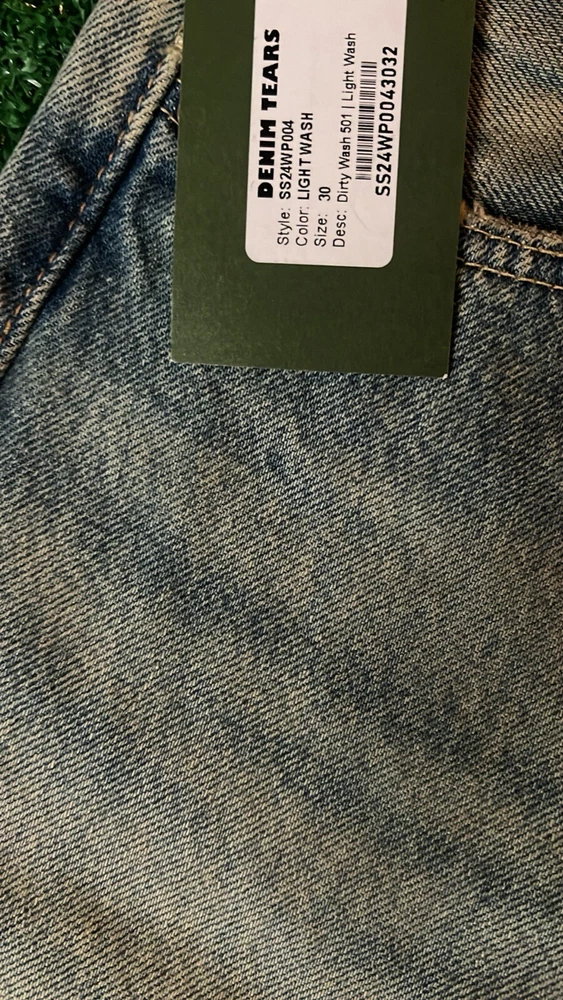 DENIM TEARS
Style: SS24WP004
Color: LIGHT WASH
Size: 30
Desc: Dirty Wash 501 | Light Wash
SS24WP0043032